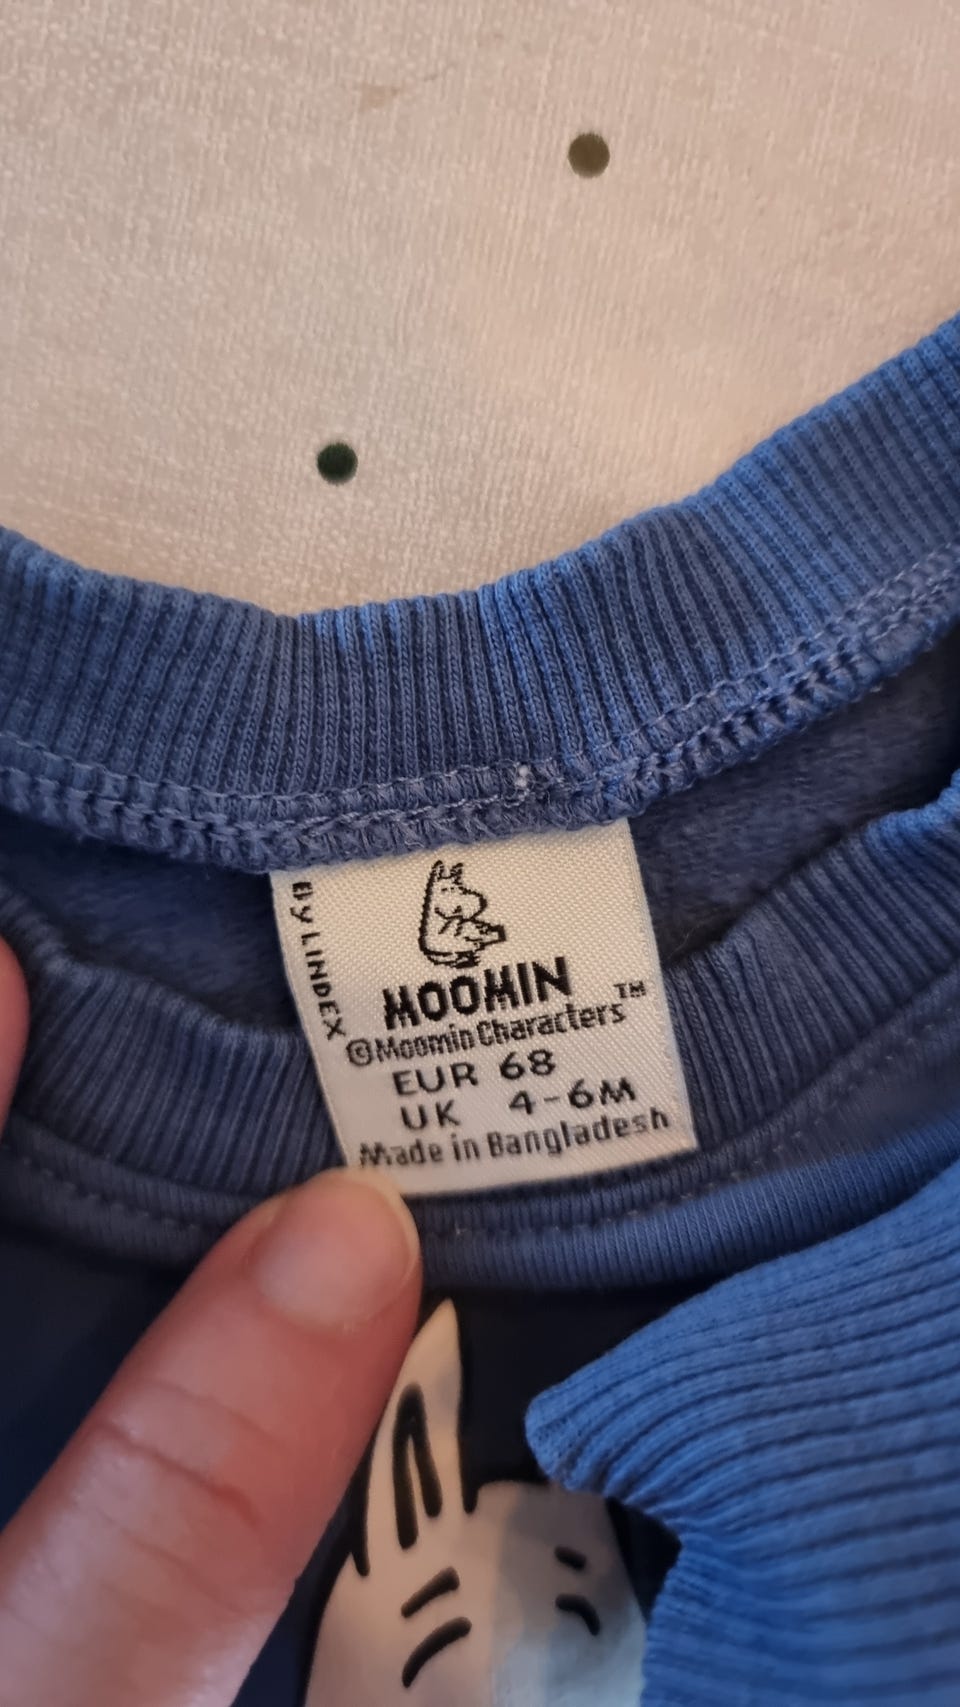 By LINDEX
MOOMIN™
©Moomin Characters
EUR 68
UK 4-6M
Made in Bangladesh